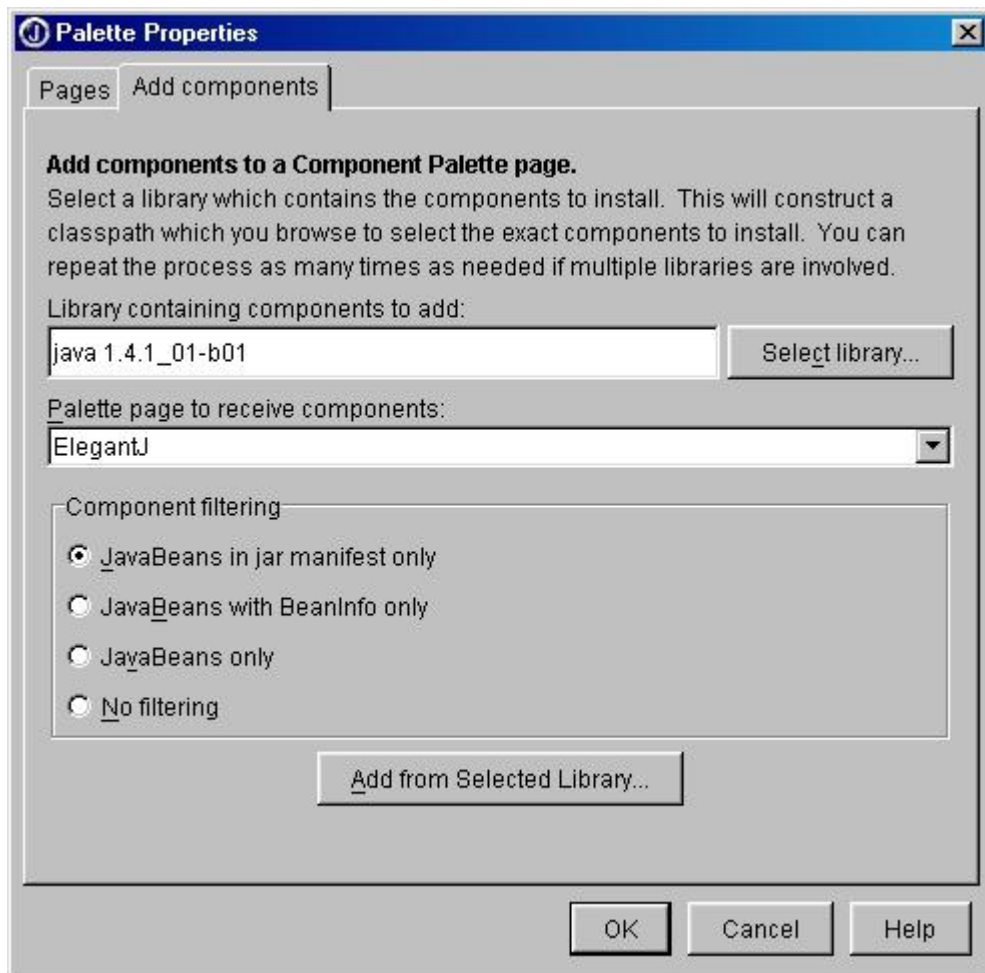 Palette Properties
Pages
Add components
Add components to a Component Palette page.
Select a library which contains the components to install. This will construct a
classpath which you browse to select the exact components to install. You can
repeat the process as many times as needed if multiple libraries are involved.
Library containing components to add:
java 1.4.1_01-b01
Select library...
Palette page to receive components:
ElegantJ
Component filtering
JavaBeans in jar manifest only
JavaBeans with BeanInfo only
JavaBeans only
No filtering
Add from Selected Library...
OK
Cancel
Help